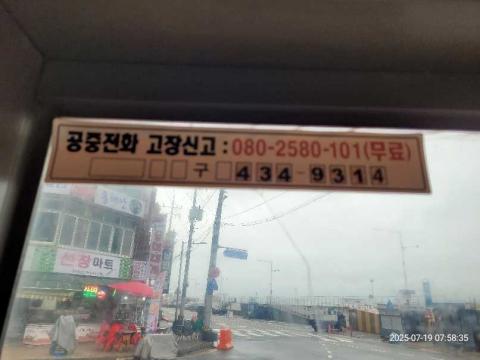 공중전화 고장신고 : 080-2580-101(무료)
구 434-9314
선장마트
2025-07-19 07:58:35